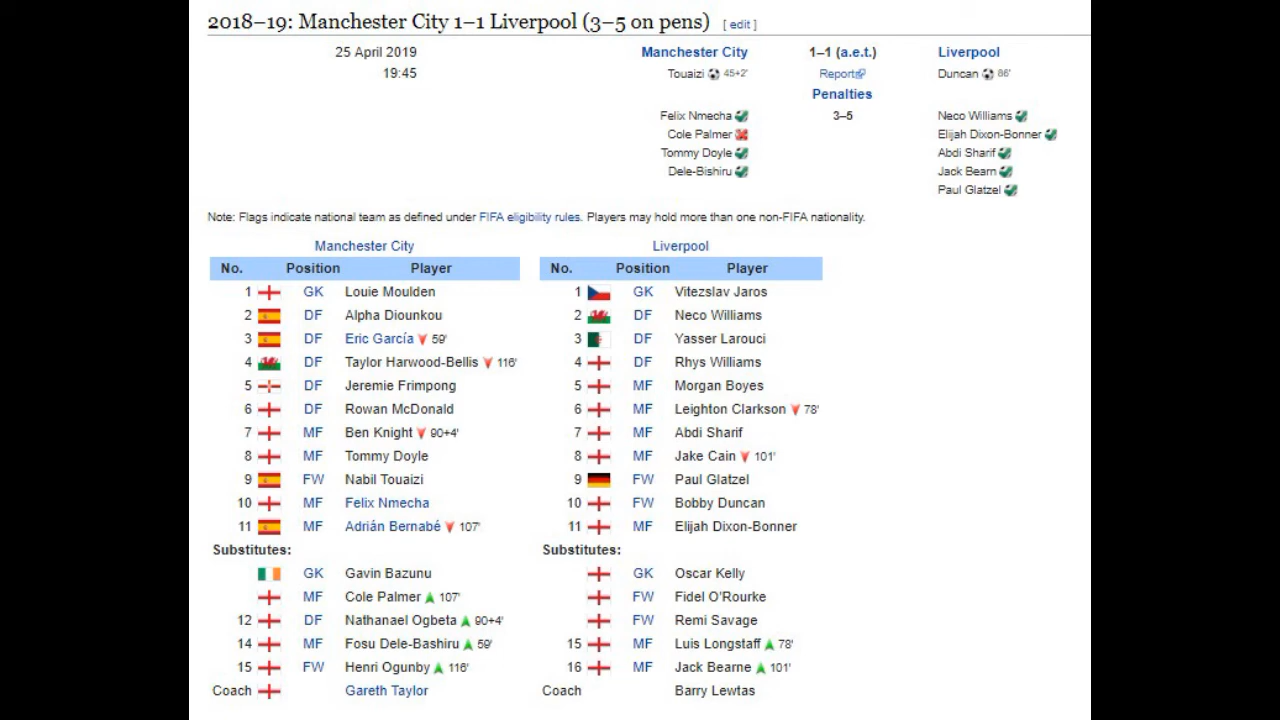 2018–19: Manchester City 1–1 Liverpool (3–5 on pens) [ edit ]
25 April 2019 Manchester City 1–1 (a.e.t.) Liverpool
19:45 Touaizi 45+2' Report Duncan 86'
Penalties
Felix Nmecha 3–5 Neco Williams
Cole Palmer Elijah Dixon-Bonner
Tommy Doyle Abdi Sharif
Dele-Bishiru Jack Bearn
Paul Glatzel
Note: Flags indicate national team as defined under FIFA eligibility rules. Players may hold more than one non-FIFA nationality.
Manchester City Liverpool
No. Position Player No. Position Player
1 GK Louie Moulden 1 GK Vitezslav Jaros
2 DF Alpha Diounkou 2 DF Neco Williams
3 DF Eric García 59' 3 DF Yasser Larouci
4 DF Taylor Harwood-Bellis 116' 4 DF Rhys Williams
5 DF Jeremie Frimpong 5 MF Morgan Boyes
6 DF Rowan McDonald 6 MF Leighton Clarkson 78'
7 MF Ben Knight 90+4' 7 MF Abdi Sharif
8 MF Tommy Doyle 8 MF Jake Cain 101'
9 FW Nabil Touaizi 9 FW Paul Glatzel
10 MF Felix Nmecha 10 FW Bobby Duncan
11 MF Adrián Bernabé 107' 11 MF Elijah Dixon-Bonner
Substitutes: Substitutes:
GK Gavin Bazunu GK Oscar Kelly
MF Cole Palmer 107' FW Fidel O'Rourke
12 DF Nathanael Ogbeta 90+4' FW Remi Savage
14 MF Fosu Dele-Bashiru 59' 15 MF Luis Longstaff 78'
15 FW Henri Ogunby 116' 16 MF Jack Bearne 101'
Coach Gareth Taylor Coach Barry Lewtas